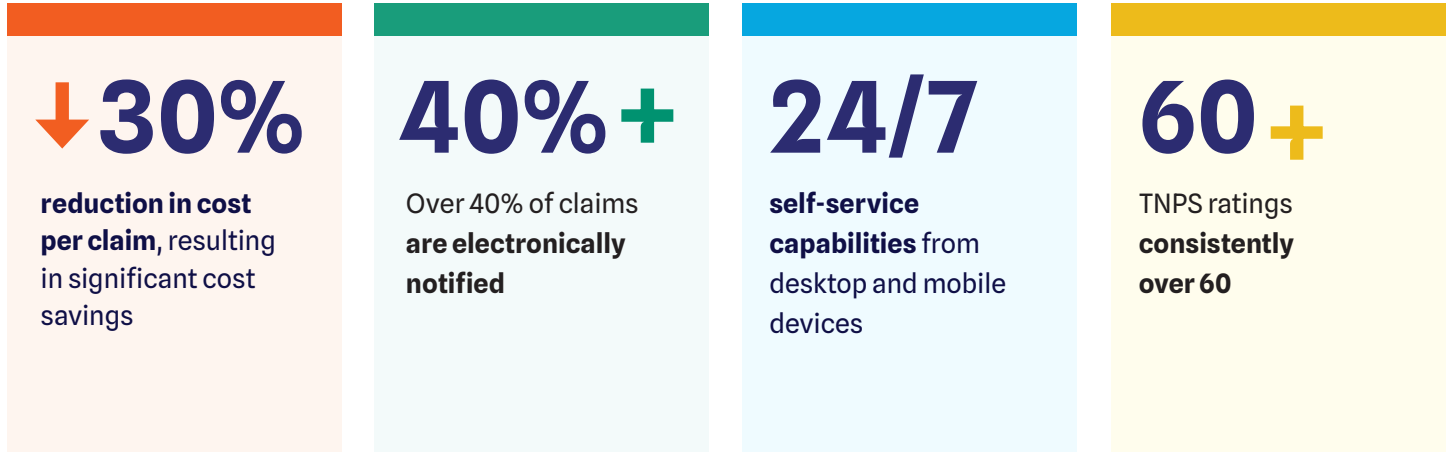 ↓30%
reduction in cost
per claim, resulting
in significant cost
savings
40%+
Over 40% of claims
are electronically
notified
24/7
self-service
capabilities from
desktop and mobile
devices
60+
TNPS ratings
consistently
over 60